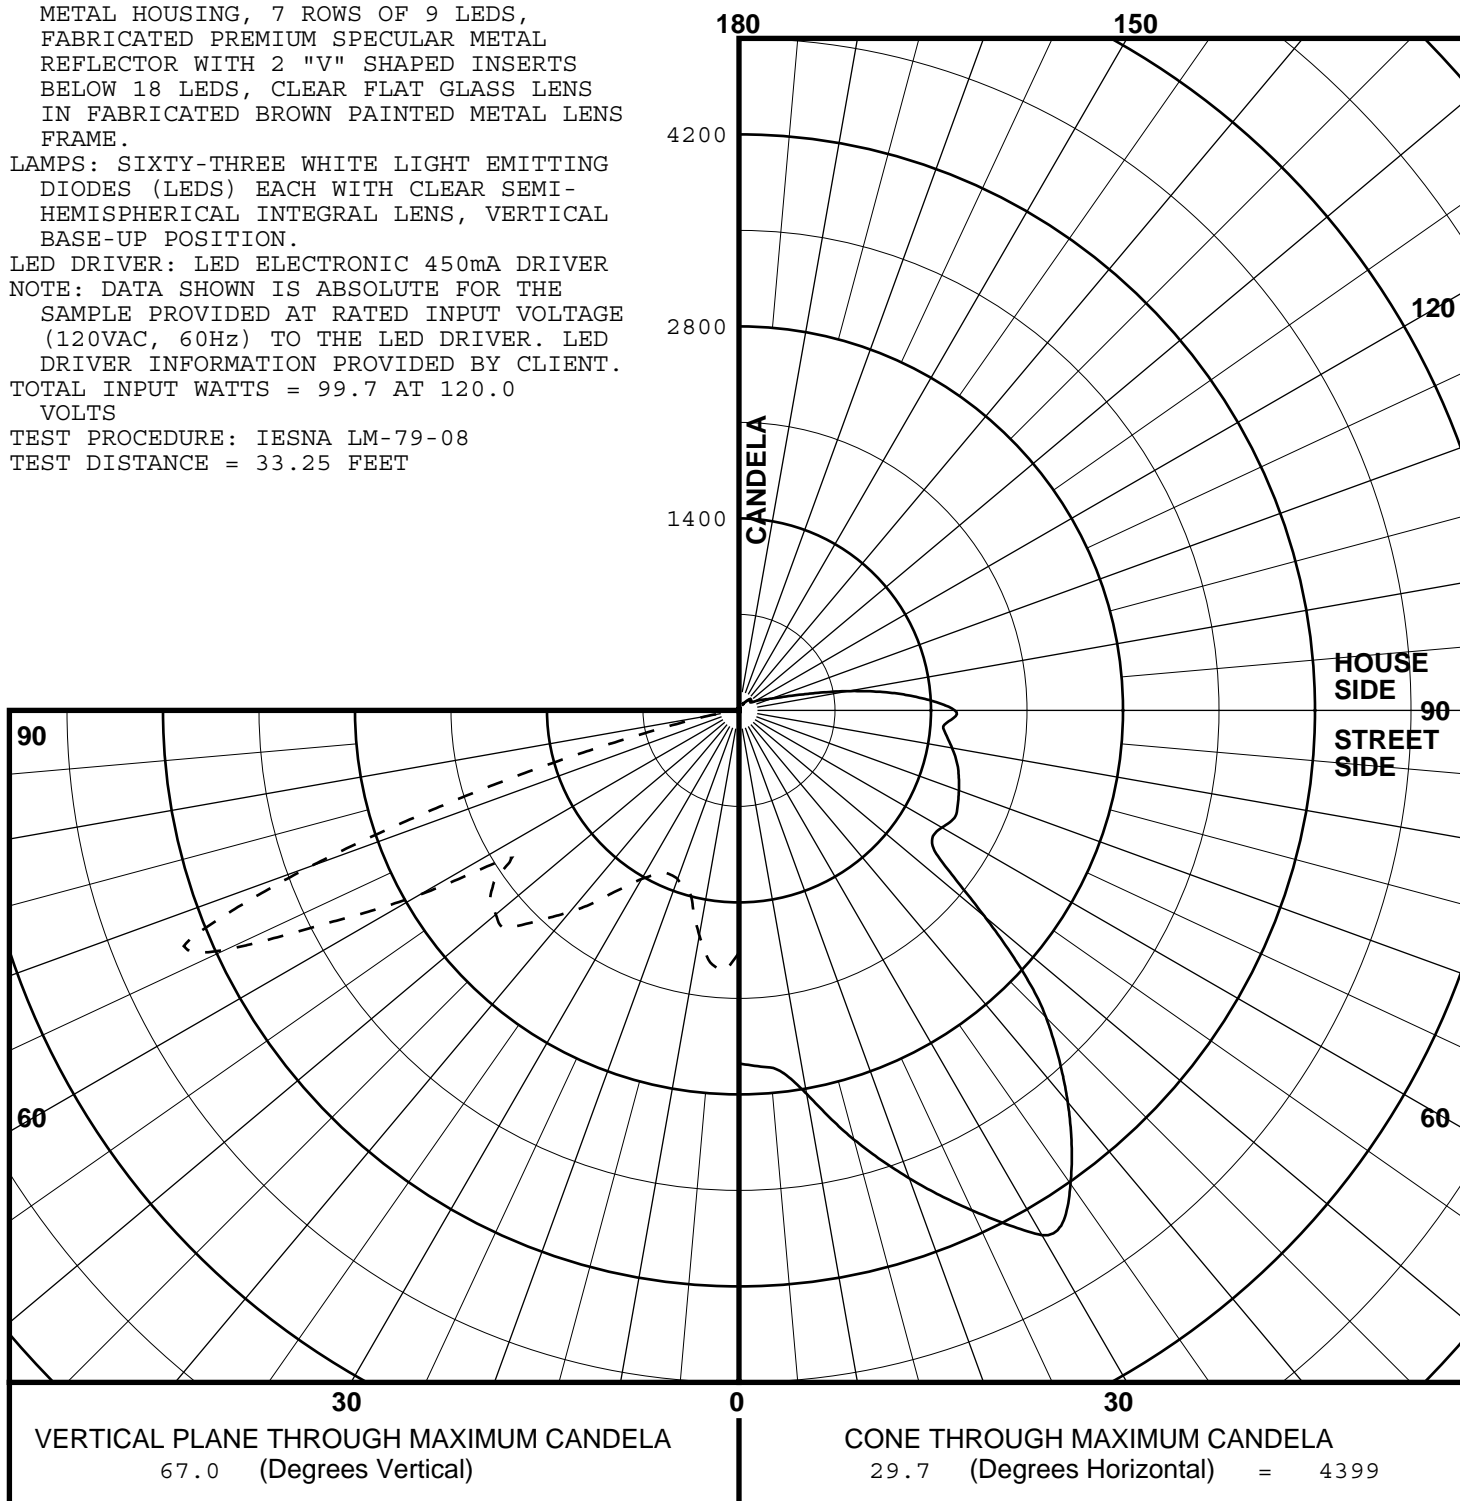 METAL HOUSING, 7 ROWS OF 9 LEDS,
FABRICATED PREMIUM SPECULAR METAL
REFLECTOR WITH 2 "V" SHAPED INSERTS
BELOW 18 LEDS, CLEAR FLAT GLASS LENS
IN FABRICATED BROWN PAINTED METAL LENS
FRAME.
LAMPS: SIXTY-THREE WHITE LIGHT EMITTING
DIODES (LEDS) EACH WITH CLEAR SEMI-
HEMISPHERICAL INTEGRAL LENS, VERTICAL
BASE-UP POSITION.
LED DRIVER: LED ELECTRONIC 450mA DRIVER
NOTE: DATA SHOWN IS ABSOLUTE FOR THE
SAMPLE PROVIDED AT RATED INPUT VOLTAGE
(120VAC, 60Hz) TO THE LED DRIVER. LED
DRIVER INFORMATION PROVIDED BY CLIENT.
TOTAL INPUT WATTS = 99.7 AT 120.0
VOLTS
TEST PROCEDURE: IESNA LM-79-08
TEST DISTANCE = 33.25 FEET
180
150
4200
120
2800
CANDELA
1400
HOUSE
SIDE
90
90
STREET
SIDE
60
60
30
0
30
VERTICAL PLANE THROUGH MAXIMUM CANDELA
67.0 (Degrees Vertical)
CONE THROUGH MAXIMUM CANDELA
29.7 (Degrees Horizontal) = 4399